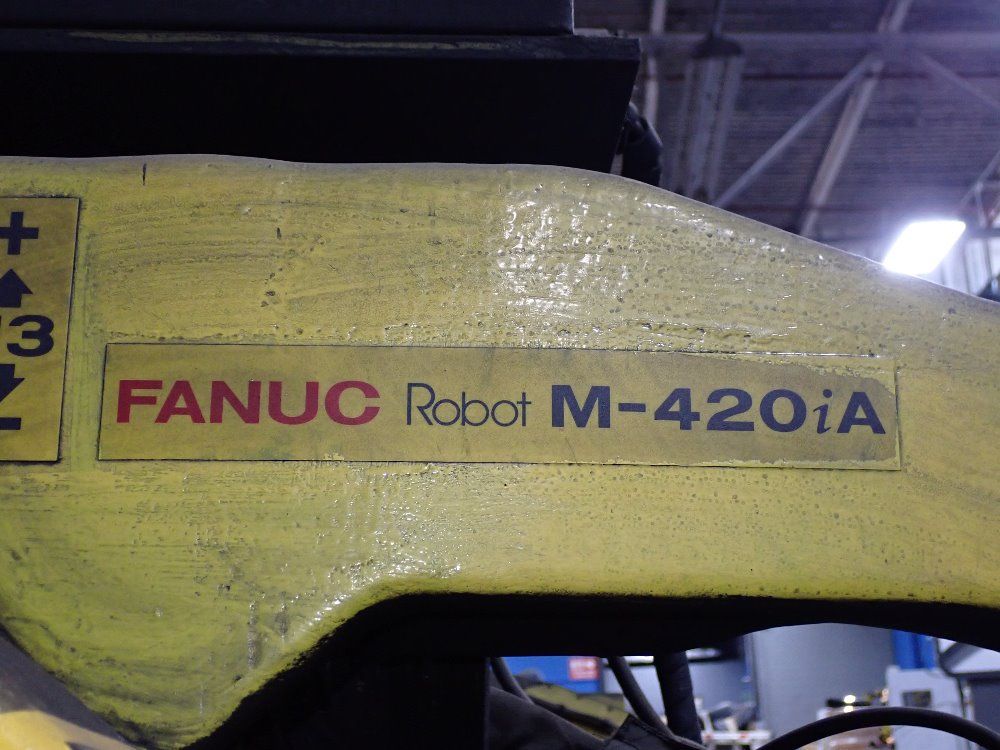 +
J3
-
FANUC Robot M-420iA